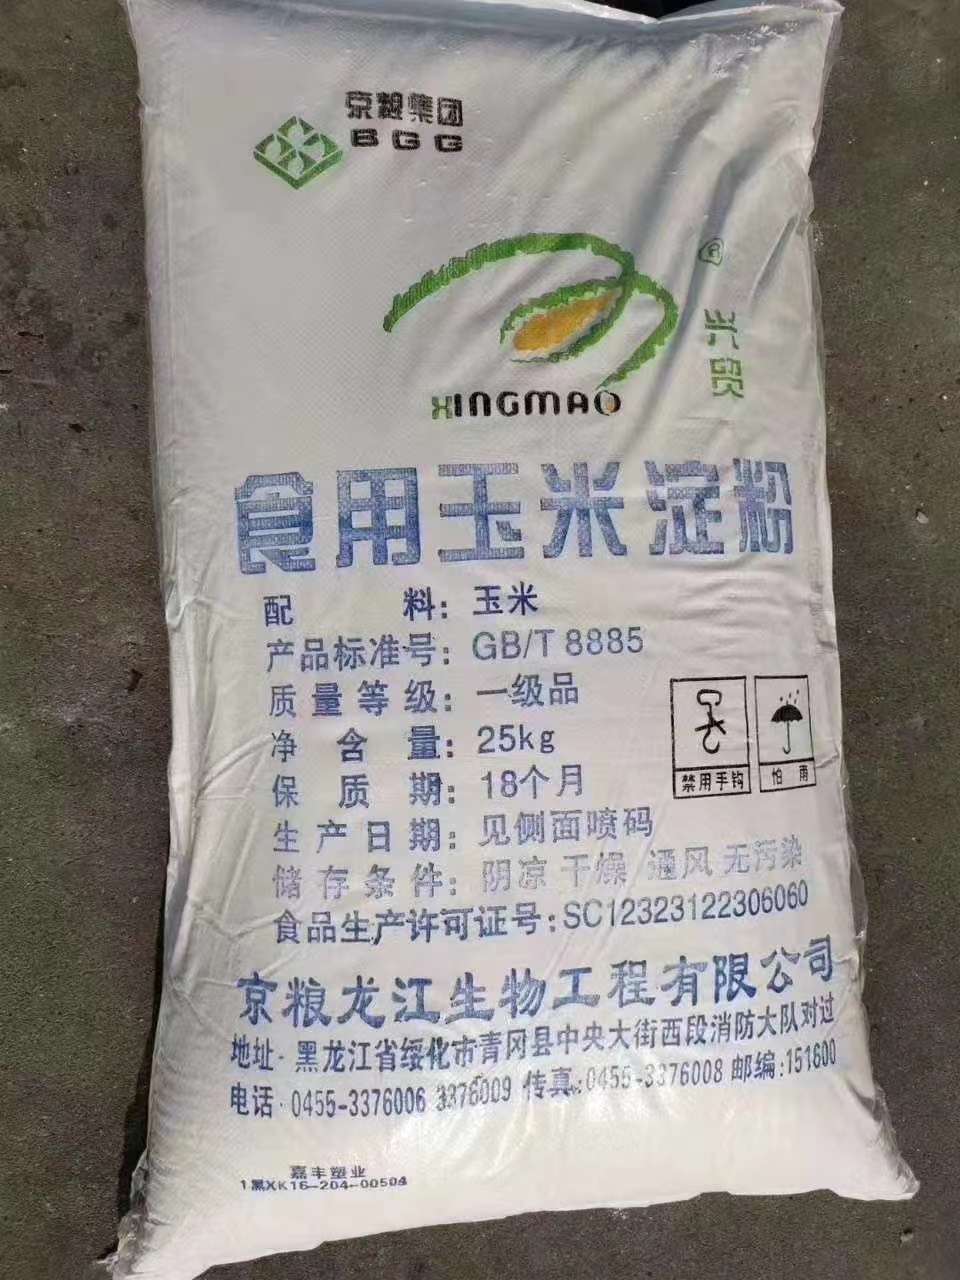 京粮集团
BGG
®
兴贸
XINGMAO
食用玉米淀粉
配料：玉米
产品标准号：GB/T 8885
质量等级：一级品
净含量：25kg
保质期：18个月
生产日期：见侧面喷码
储存条件：阴凉 干燥 通风 无污染
食品生产许可证号：SC12323122306060
禁用手钩
怕雨
京粮龙江生物工程有限公司
地址·黑龙江省绥化市青冈县中央大街西段消防大队对过
电话·0455-3376006 3376009 传真:0455-3376008 邮编:151600
嘉丰塑业
1黑XK16-204-00504